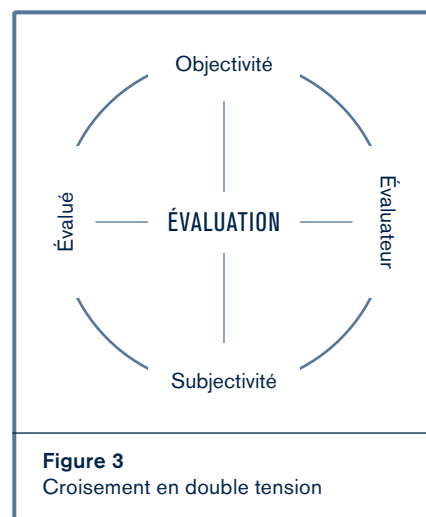 Objectivité
Évalué
ÉVALUATION
Évaluateur
Subjectivité
Figure 3
Croisement en double tension